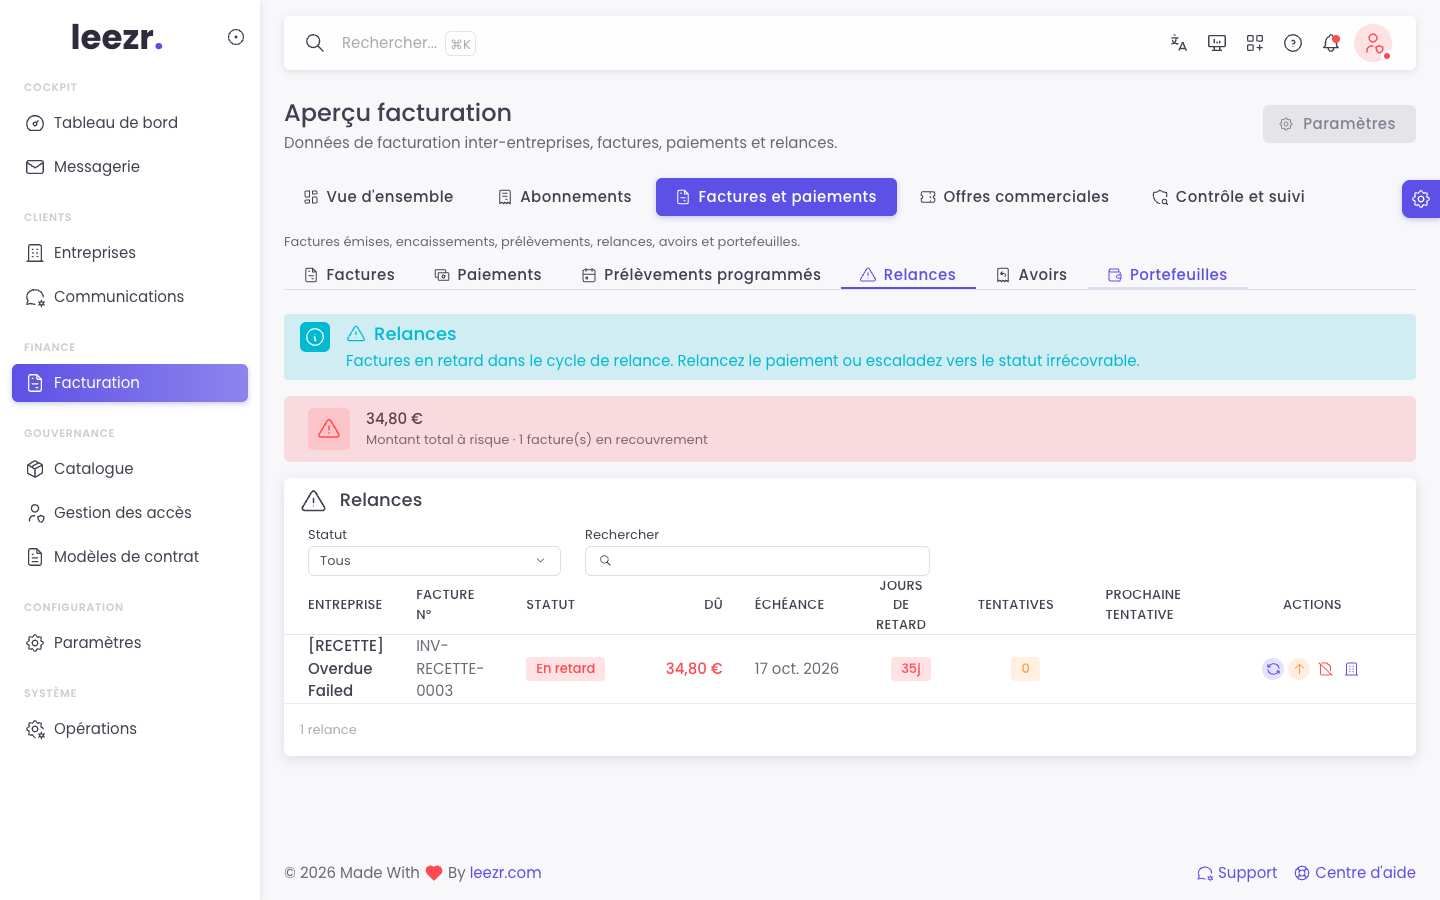 leezr.
COCKPIT
Tableau de bord
Messagerie
CLIENTS
Entreprises
Communications
FINANCE
Facturation
GOUVERNANCE
Catalogue
Gestion des accès
Modèles de contrat
CONFIGURATION
Paramètres
SYSTÈME
Opérations
Rechercher... ⌘K
Aperçu facturation
Données de facturation inter-entreprises, factures, paiements et relances.
Paramètres
Vue d'ensemble Abonnements Factures et paiements Offres commerciales Contrôle et suivi
Factures émises, encaissements, prélèvements, relances, avoirs et portefeuilles.
Factures Paiements Prélèvements programmés Relances Avoirs Portefeuilles
Relances
Factures en retard dans le cycle de relance. Relancez le paiement ou escaladez vers le statut irrécovrable.
34,80 €
Montant total à risque · 1 facture(s) en recouvrement
Relances
Statut
Tous
Rechercher
ENTREPRISE
FACTURE
N°
STATUT
DÛ
ÉCHÉANCE
JOURS
DE
RETARD
TENTATIVES
PROCHAINE
TENTATIVE
ACTIONS
[RECETTE]
Overdue
Failed
INV-
RECETTE-
0003
En retard
34,80 €
17 oct. 2026
35j
0
1 relance
© 2026 Made With By leezr.com
Support
Centre d'aide